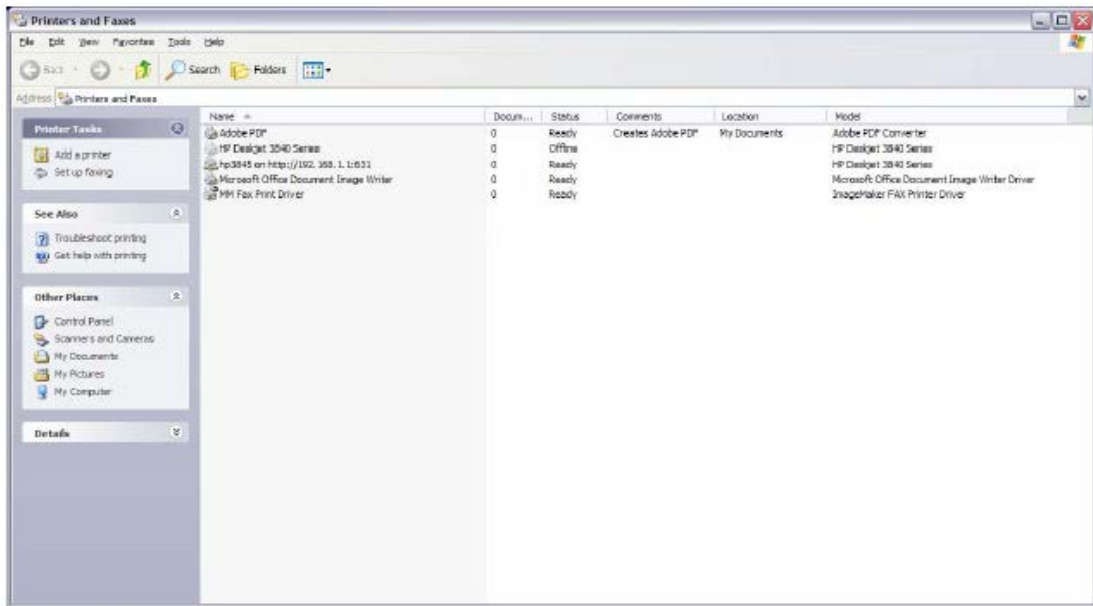 Printers and Faxes
File Edit View Favorites Tools Help
Back Search Folders
Address Printers and Faxes
Name Docum... Status Comments Location Model
Adobe PDF 0 Ready Creates Adobe PDF My Documents Adobe PDF Converter
HP Deskjet 3840 Series 0 Offline HP Deskjet 3840 Series
hp3845 on http://192.168.1.1:631 0 Ready HP Deskjet 3840 Series
Microsoft Office Document Image Writer 0 Ready Microsoft Office Document Image Writer Driver
MM Fax Print Driver 0 Ready ImageMaker FAX Printer Driver
Printer Tasks
Add a printer
Set up faxing
See Also
Troubleshoot printing
Get help with printing
Other Places
Control Panel
Scanners and Cameras
My Documents
My Pictures
My Computer
Details